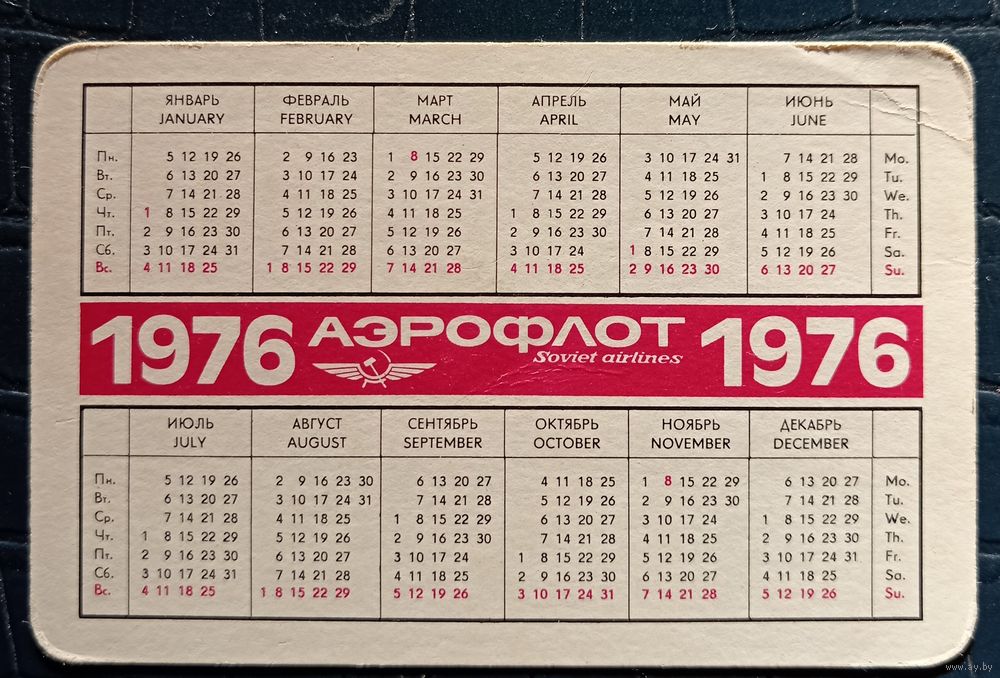 ЯНВАРЬ ФЕВРАЛЬ МАРТ АПРЕЛЬ МАЙ ИЮНЬ
JANUARY FEBRUARY MARCH APRIL MAY JUNE
Пн. 5 12 19 26 2 9 16 23 1 8 15 22 29 5 12 19 26 3 10 17 24 31 7 14 21 28 Mo.
Вт. 6 13 20 27 3 10 17 24 2 9 16 23 30 6 13 20 27 4 11 18 25 1 8 15 22 29 Tu.
Ср. 7 14 21 28 4 11 18 25 3 10 17 24 31 7 14 21 28 5 12 19 26 2 9 16 23 30 We.
Чт. 1 8 15 22 29 5 12 19 26 4 11 18 25 1 8 15 22 29 6 13 20 27 3 10 17 24 Th.
Пт. 2 9 16 23 30 6 13 20 27 5 12 19 26 2 9 16 23 30 7 14 21 28 4 11 18 25 Fr.
Сб. 3 10 17 24 31 7 14 21 28 6 13 20 27 3 10 17 24 1 8 15 22 29 5 12 19 26 Sa.
Вс. 4 11 18 25 1 8 15 22 29 7 14 21 28 4 11 18 25 2 9 16 23 30 6 13 20 27 Su.
1976 АЭРОФЛОТ 1976
Soviet airlines
ИЮЛЬ АВГУСТ СЕНТЯБРЬ ОКТЯБРЬ НОЯБРЬ ДЕКАБРЬ
JULY AUGUST SEPTEMBER OCTOBER NOVEMBER DECEMBER
Пн. 5 12 19 26 2 9 16 23 30 6 13 20 27 4 11 18 25 1 8 15 22 29 6 13 20 27 Mo.
Вт. 6 13 20 27 3 10 17 24 31 7 14 21 28 5 12 19 26 2 9 16 23 30 7 14 21 28 Tu.
Ср. 7 14 21 28 4 11 18 25 1 8 15 22 29 6 13 20 27 3 10 17 24 1 8 15 22 29 We.
Чт. 1 8 15 22 29 5 12 19 26 2 9 16 23 30 7 14 21 28 4 11 18 25 2 9 16 23 30 Th.
Пт. 2 9 16 23 30 6 13 20 27 3 10 17 24 1 8 15 22 29 5 12 19 26 3 10 17 24 31 Fr.
Сб. 3 10 17 24 31 7 14 21 28 4 11 18 25 2 9 16 23 30 6 13 20 27 4 11 18 25 Sa.
Вс. 4 11 18 25 1 8 15 22 29 5 12 19 26 3 10 17 24 31 7 14 21 28 5 12 19 26 Su.
www.ay.by